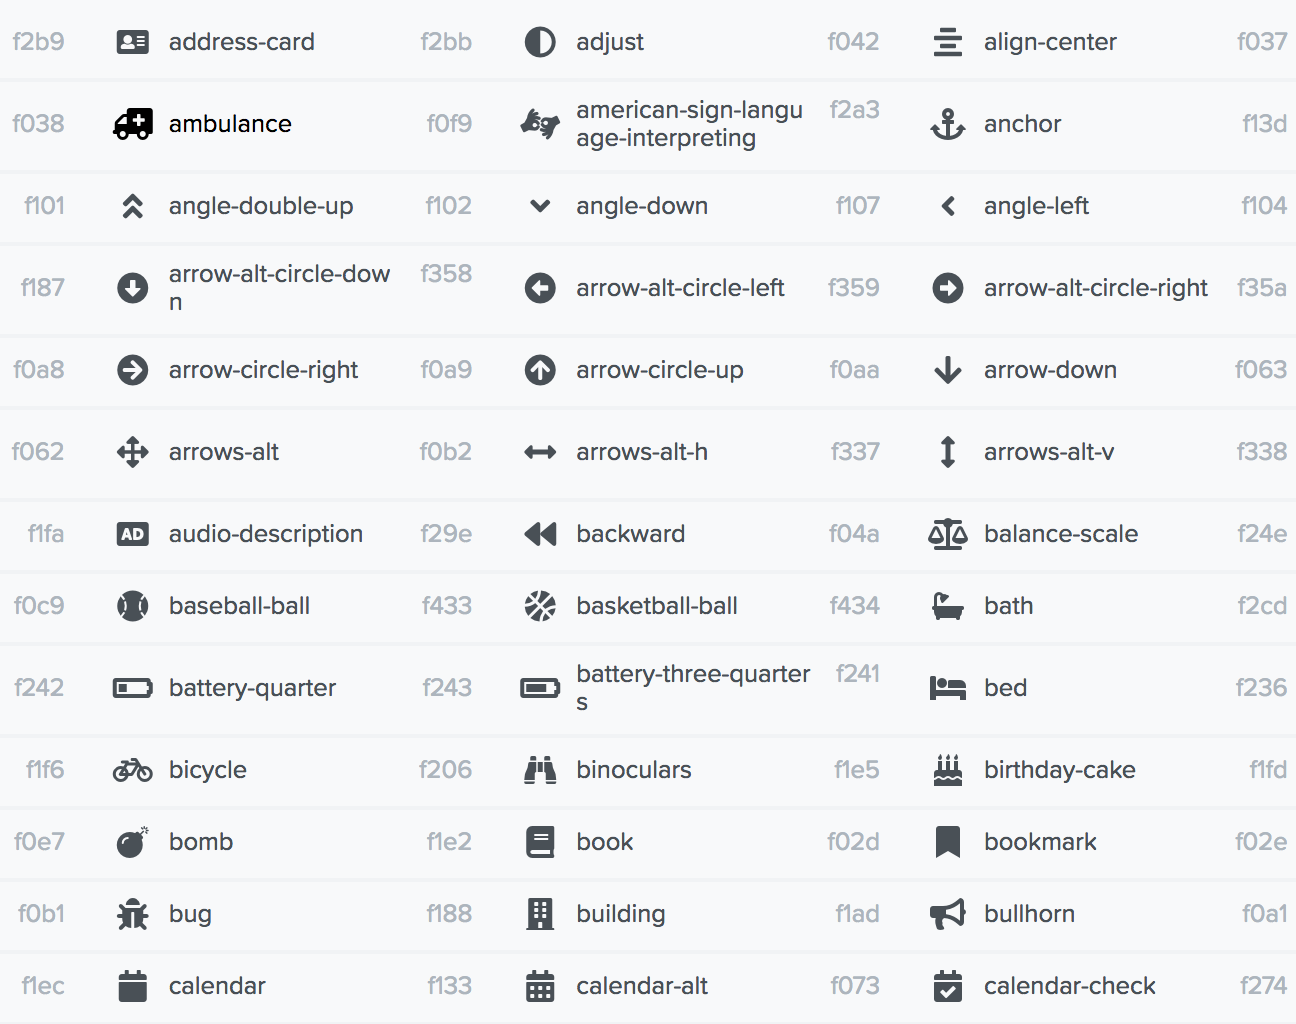 f2b9 address-card f2bb adjust f042 align-center f037
f038 ambulance f0f9 american-sign-langu f2a3 anchor f13d
age-interpreting
f101 angle-double-up f102 angle-down f107 angle-left f104
f187 arrow-alt-circle-dow f358 arrow-alt-circle-left f359 arrow-alt-circle-right f35a
n
f0a8 arrow-circle-right f0a9 arrow-circle-up f0aa arrow-down f063
f062 arrows-alt f0b2 arrows-alt-h f337 arrows-alt-v f338
f1fa AD audio-description f29e backward f04a balance-scale f24e
f0c9 baseball-ball f433 basketball-ball f434 bath f2cd
f242 battery-quarter f243 battery-three-quarter f241 bed f236
s
f1f6 bicycle f206 binoculars f1e5 birthday-cake f1fd
f0e7 bomb f1e2 book f02d bookmark f02e
f0b1 bug f188 building f1ad bullhorn f0a1
f1ec calendar f133 calendar-alt f073 calendar-check f274